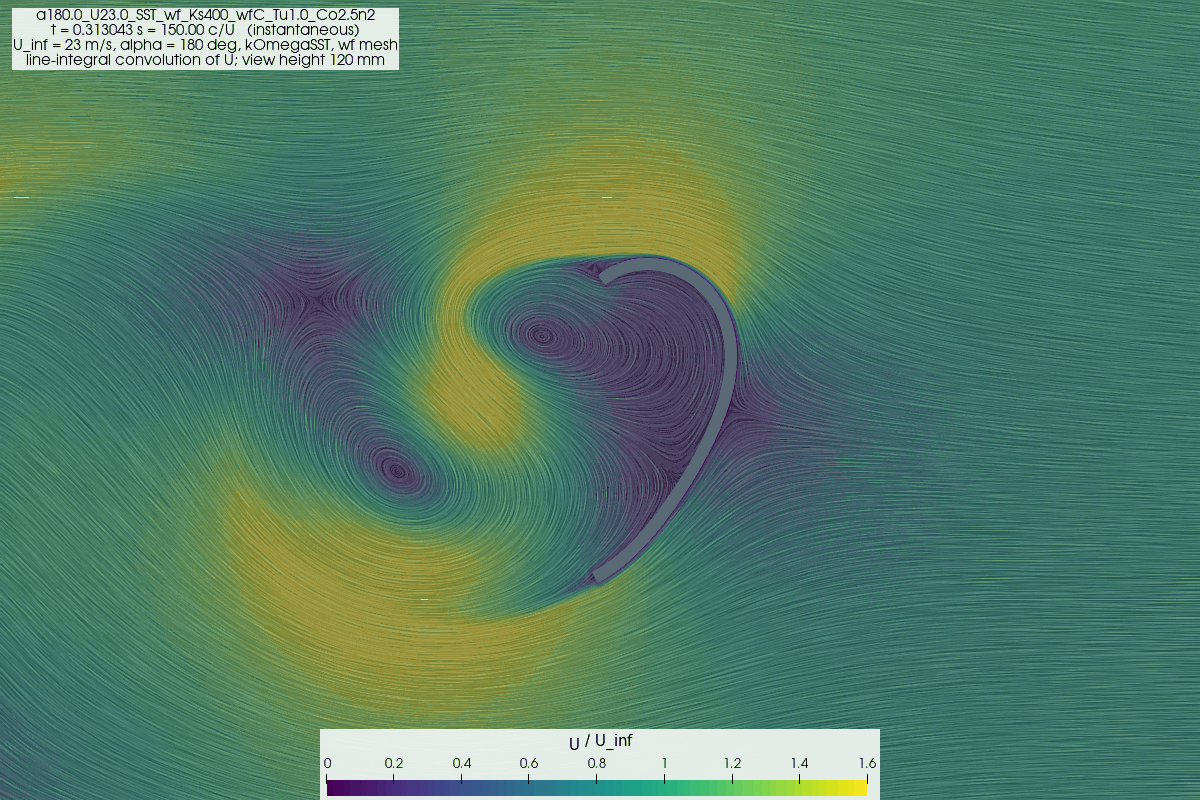 a180.0_U23.0_SST_wf_Ks400_wfC_Tu1.0_Co2.5n2
t = 0.313043 s = 150.00 c/U (instantaneous)
U_inf = 23 m/s, alpha = 180 deg, kOmegaSST, wf mesh
line-integral convolution of U; view height 120 mm
U / U_inf
0 0.2 0.4 0.6 0.8 1 1.2 1.4 1.6